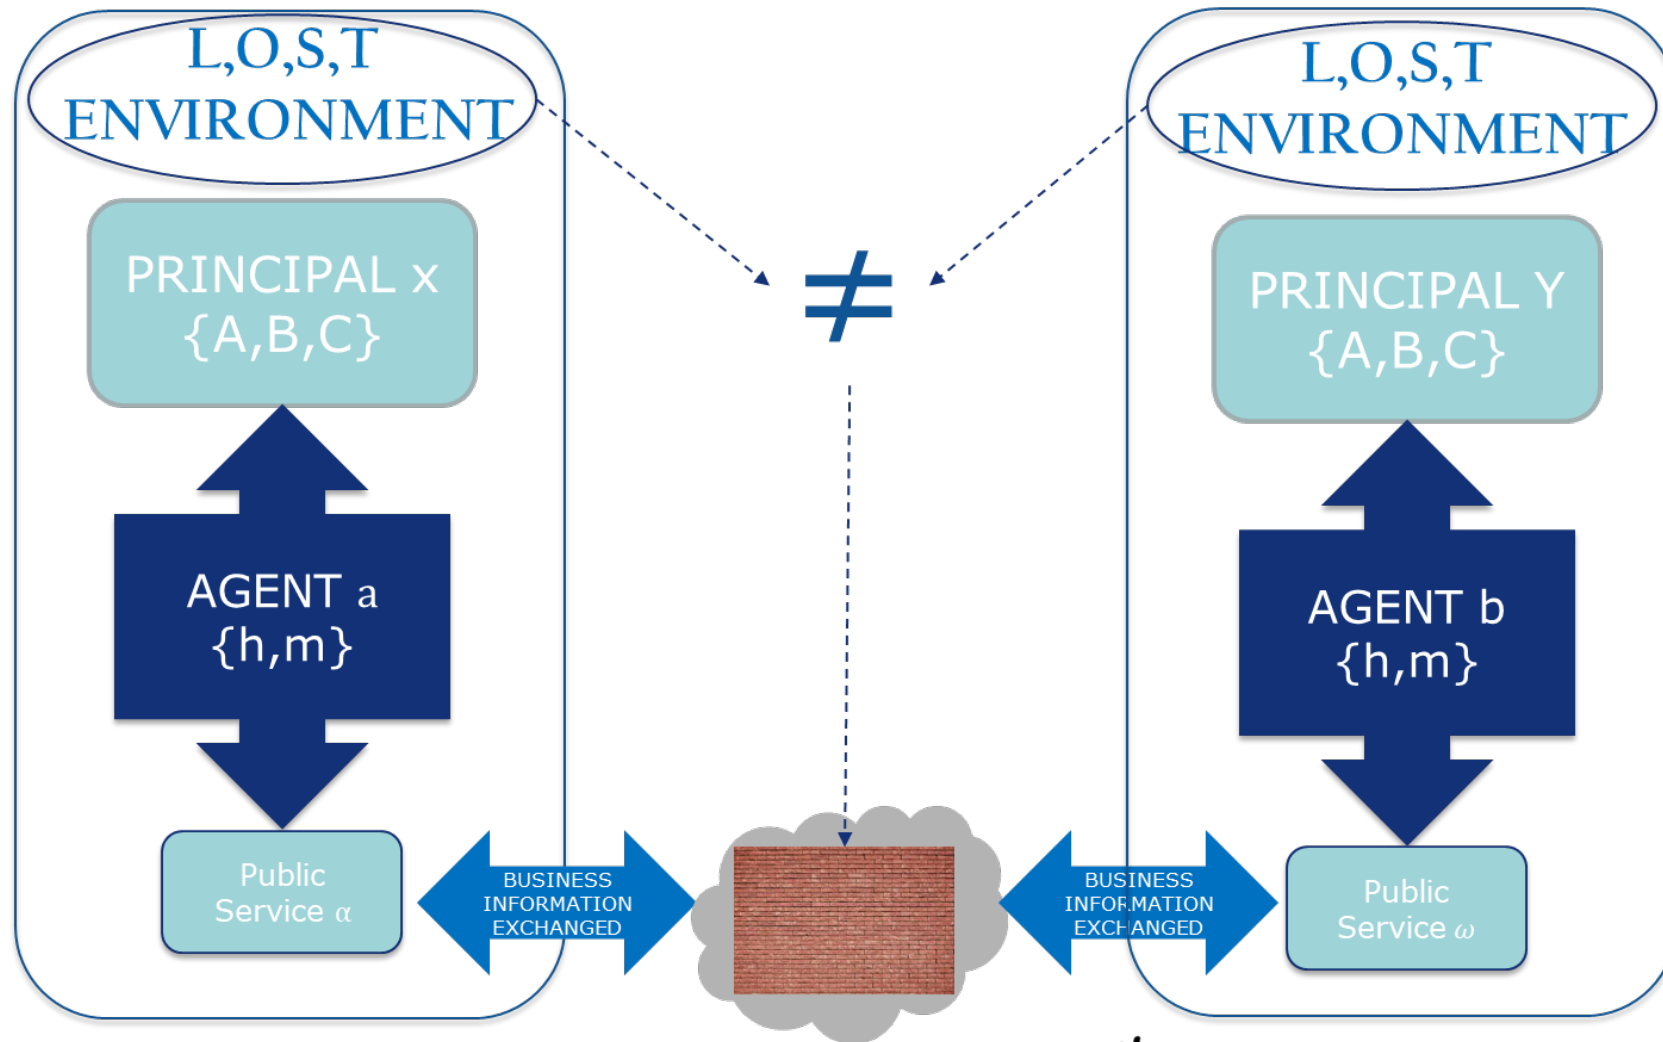 L,O,S,T
ENVIRONMENT
PRINCIPAL x
{A,B,C}
AGENT a
{h,m}
Public
Service α
BUSINESS
INFORMATION
EXCHANGED
≠
BUSINESS
INFORMATION
EXCHANGED
L,O,S,T
ENVIRONMENT
PRINCIPAL Y
{A,B,C}
AGENT b
{h,m}
Public
Service ω